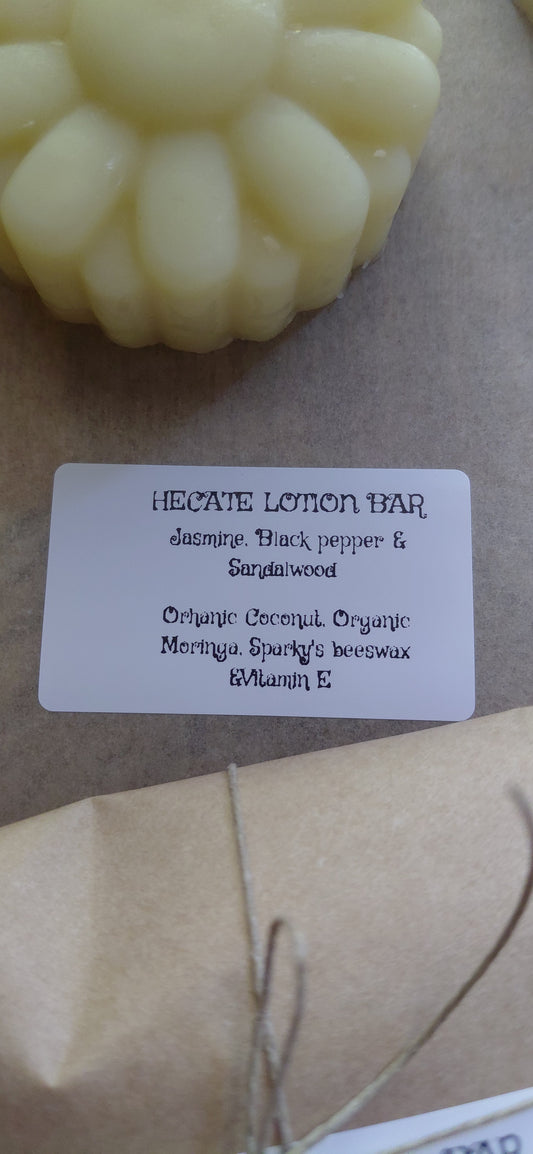 HECATE LOTION BAR
Jasmine, Black pepper &
Sandalwood
Orhanic Coconut, Organic
Moringa, Sparky's beeswax
&Vitamin E